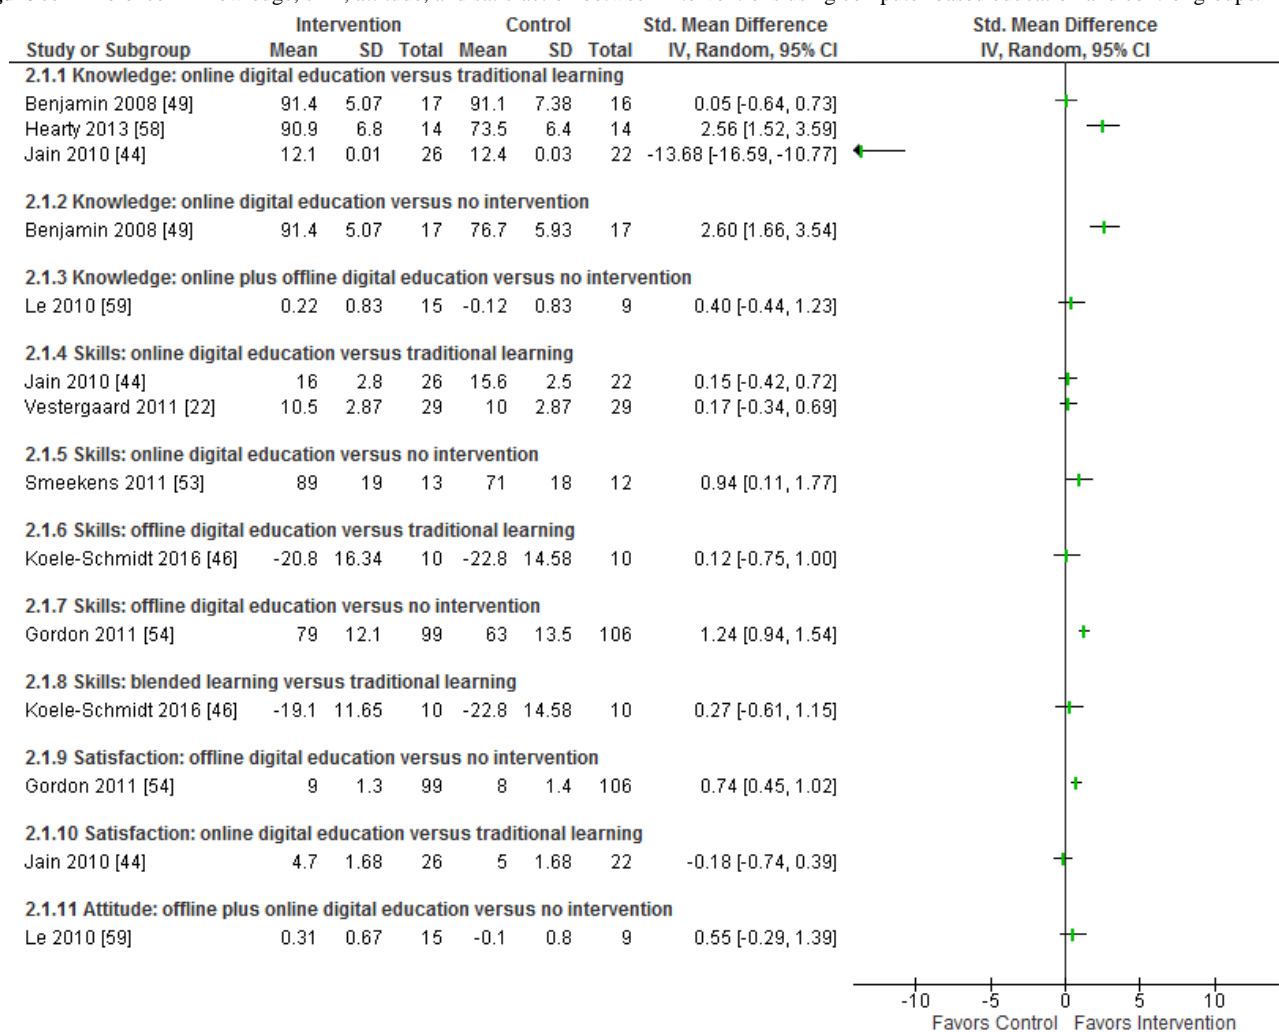 Intervention Control Std. Mean Difference Std. Mean Difference
Study or Subgroup Mean SD Total Mean SD Total IV, Random, 95% CI IV, Random, 95% CI
2.1.1 Knowledge: online digital education versus traditional learning
Benjamin 2008 [49] 91.4 5.07 17 91.1 7.38 16 0.05 [-0.64, 0.73]
Hearty 2013 [58] 90.9 6.8 14 73.5 6.4 14 2.56 [1.52, 3.59]
Jain 2010 [44] 12.1 0.01 26 12.4 0.03 22 -13.68 [-16.59, -10.77]
2.1.2 Knowledge: online digital education versus no intervention
Benjamin 2008 [49] 91.4 5.07 17 76.7 5.93 17 2.60 [1.66, 3.54]
2.1.3 Knowledge: online plus offline digital education versus no intervention
Le 2010 [59] 0.22 0.83 15 -0.12 0.83 9 0.40 [-0.44, 1.23]
2.1.4 Skills: online digital education versus traditional learning
Jain 2010 [44] 16 2.8 26 15.6 2.5 22 0.15 [-0.42, 0.72]
Vestergaard 2011 [22] 10.5 2.87 29 10 2.87 29 0.17 [-0.34, 0.69]
2.1.5 Skills: online digital education versus no intervention
Smeekens 2011 [53] 89 19 13 71 18 12 0.94 [0.11, 1.77]
2.1.6 Skills: offline digital education versus traditional learning
Koele-Schmidt 2016 [46] -20.8 16.34 10 -22.8 14.58 10 0.12 [-0.75, 1.00]
2.1.7 Skills: offline digital education versus no intervention
Gordon 2011 [54] 79 12.1 99 63 13.5 106 1.24 [0.94, 1.54]
2.1.8 Skills: blended learning versus traditional learning
Koele-Schmidt 2016 [46] -19.1 11.65 10 -22.8 14.58 10 0.27 [-0.61, 1.15]
2.1.9 Satisfaction: offline digital education versus no intervention
Gordon 2011 [54] 9 1.3 99 8 1.4 106 0.74 [0.45, 1.02]
2.1.10 Satisfaction: online digital education versus traditional learning
Jain 2010 [44] 4.7 1.68 26 5 1.68 22 -0.18 [-0.74, 0.39]
2.1.11 Attitude: offline plus online digital education versus no intervention
Le 2010 [59] 0.31 0.67 15 -0.1 0.8 9 0.55 [-0.29, 1.39]
-10 -5 0 5 10
Favors Control Favors Intervention